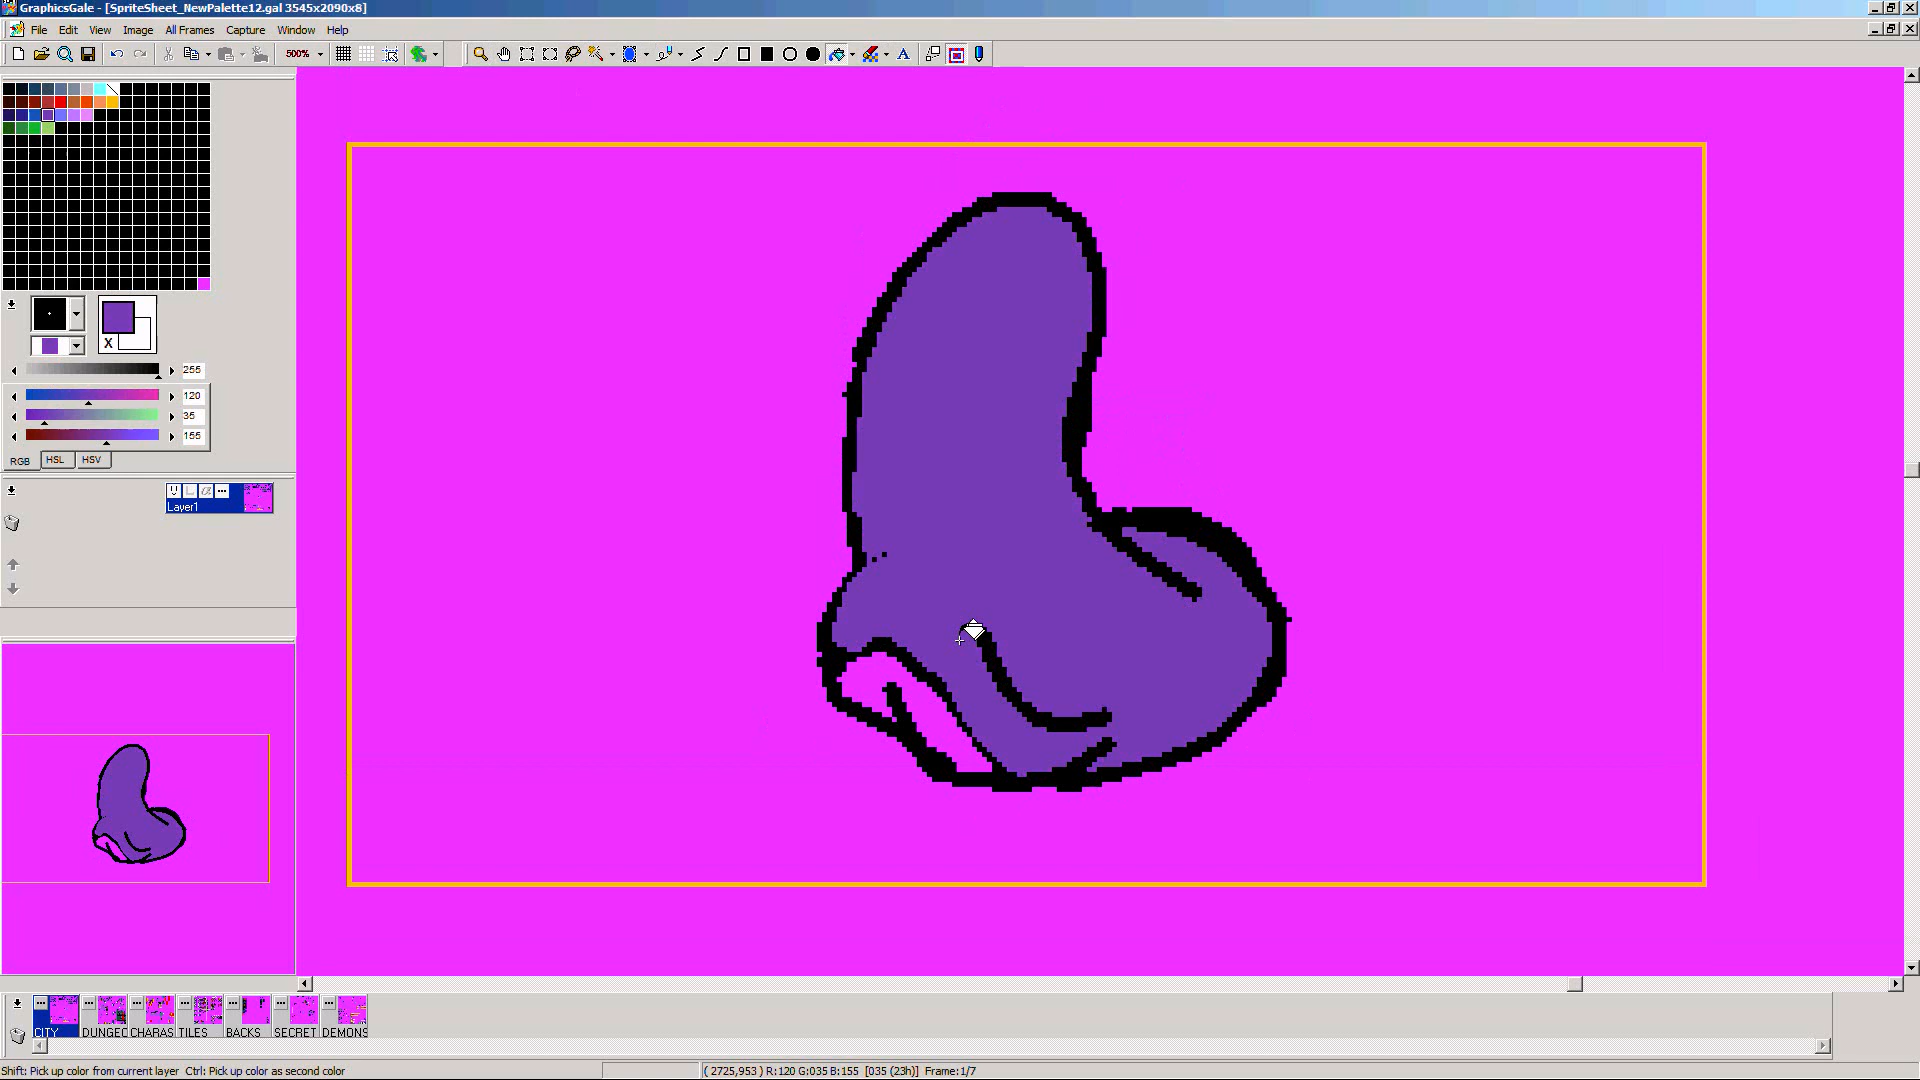 GraphicsGale - [SpriteSheet_NewPalette12.gal 3545x2090x8]
File Edit View Image All Frames Capture Window Help
500% A
X
255
120
35
155
RGB HSL HSV
Layer1
CITY DUNGEO CHARAS TILES BACKS SECRET DEMONS
Shift: Pick up color from current layer Ctrl: Pick up color as second color ( 2725,953 ) R:120 G:035 B:155 [035 (23h)] Frame:1/7